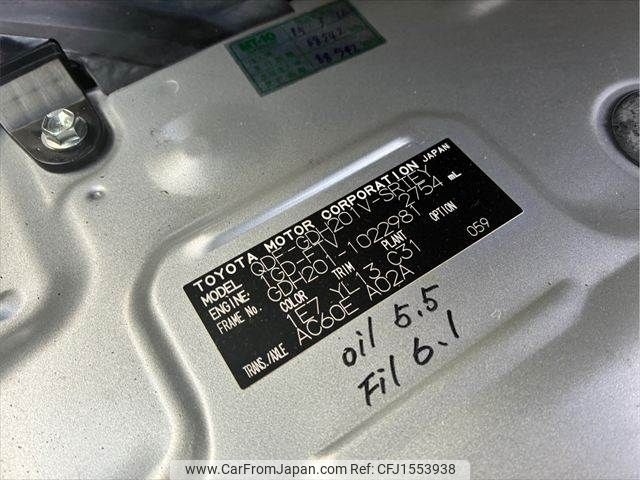 TOYOTA MOTOR CORPORATION JAPAN
MODEL QDF-GDH201V-SR1EY
ENGINE: 1GD-FTV 2754 mL
FRAME No. GDH201-1022981
COLOR TRIM PLANT OPTION
1E7 YL13 C31 059
TRANS./AXLE AC60E A02A
oil 5.5
Fil 6.1
www.CarFromJapan.com Ref: CFJ1553938